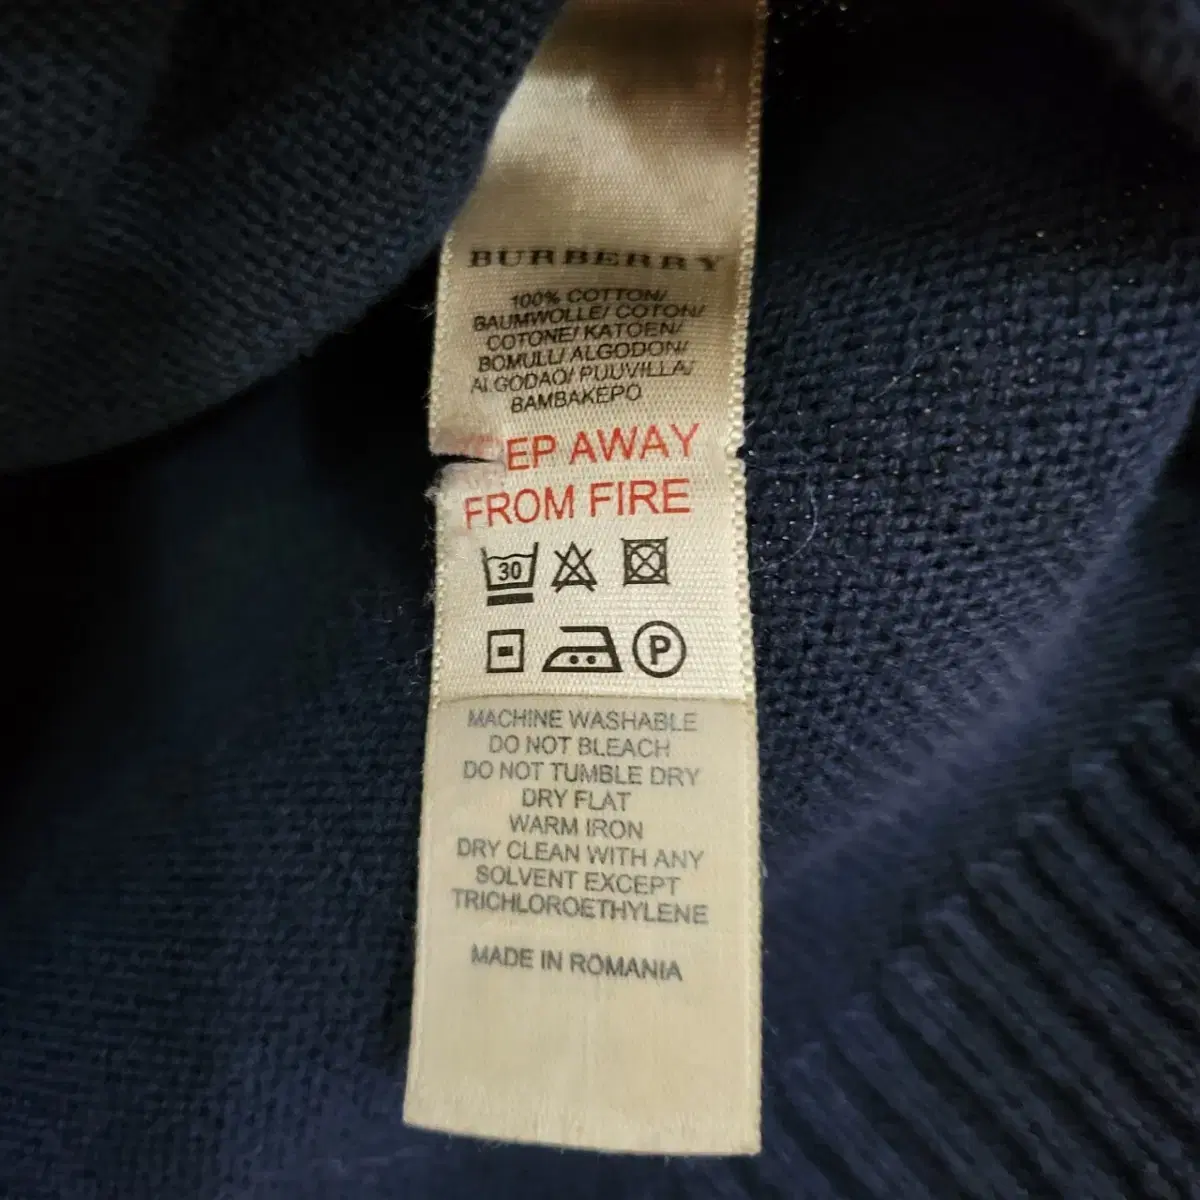 BURBERRY
100% COTTON/
BAUMWOLLE/ COTON/
COTONE/ KATOEN/
BOMULL/ ALGODON/
ALGODAO/ PUUVILLA/
BAMBAKEPO
EP AWAY
FROM FIRE
30
P
MACHINE WASHABLE
DO NOT BLEACH
DO NOT TUMBLE DRY
DRY FLAT
WARM IRON
DRY CLEAN WITH ANY
SOLVENT EXCEPT
TRICHLOROETHYLENE
MADE IN ROMANIA